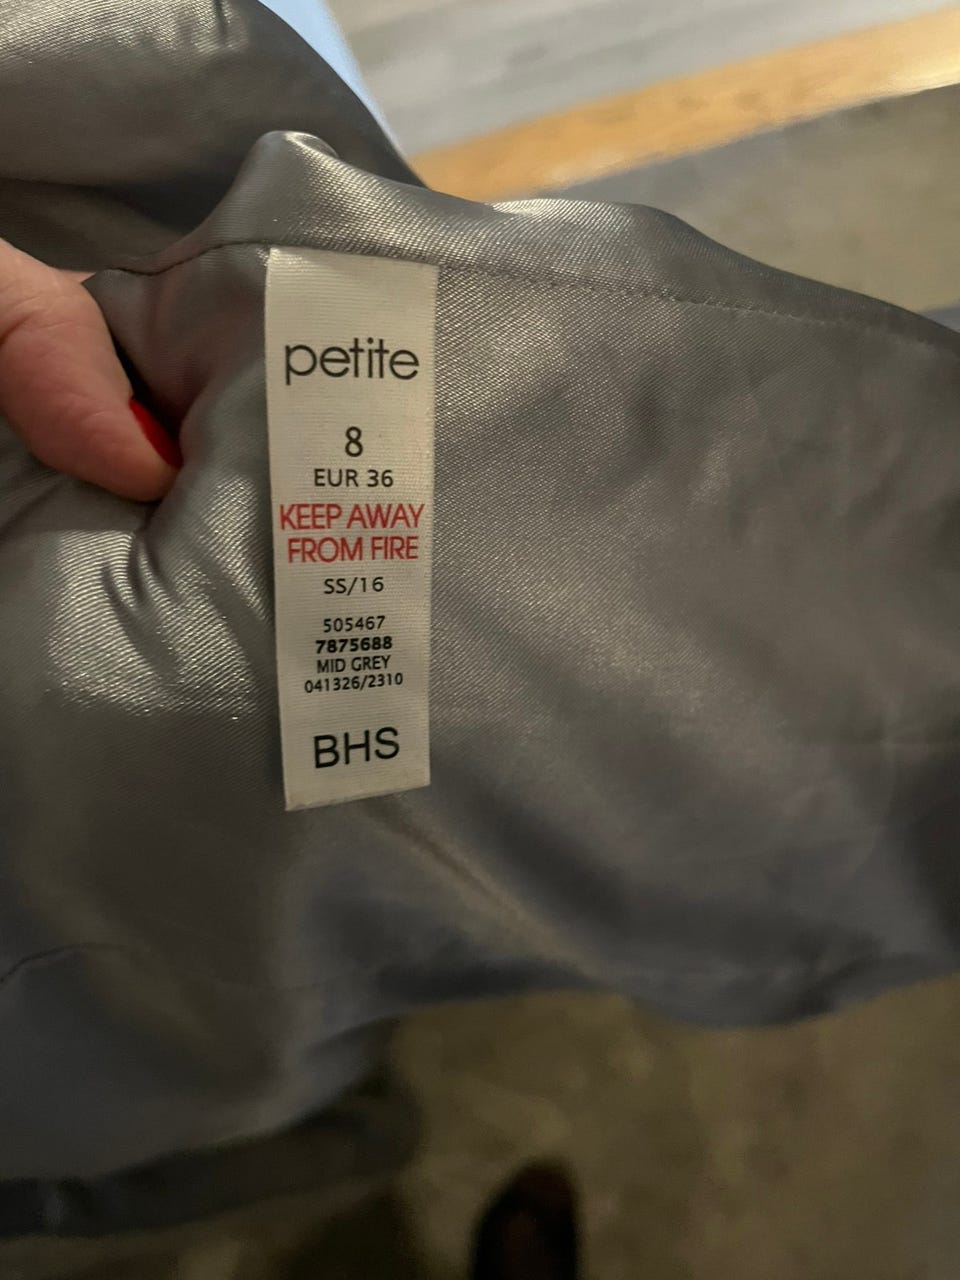 petite
8
EUR 36
KEEP AWAY
FROM FIRE
SS/16
505467
7875688
MID GREY
041326/2310
BHS